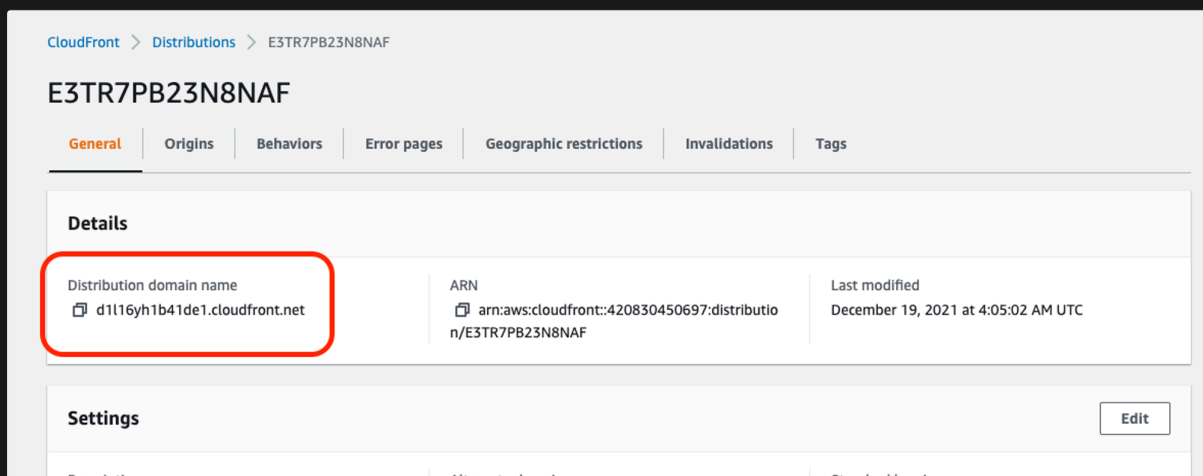 CloudFront > Distributions > E3TR7PB23N8NAF
E3TR7PB23N8NAF
General Origins Behaviors Error pages Geographic restrictions Invalidations Tags
Details
Distribution domain name
d1l16yh1b41de1.cloudfront.net
ARN
arn:aws:cloudfront::420830450697:distributio
n/E3TR7PB23N8NAF
Last modified
December 19, 2021 at 4:05:02 AM UTC
Settings
Edit